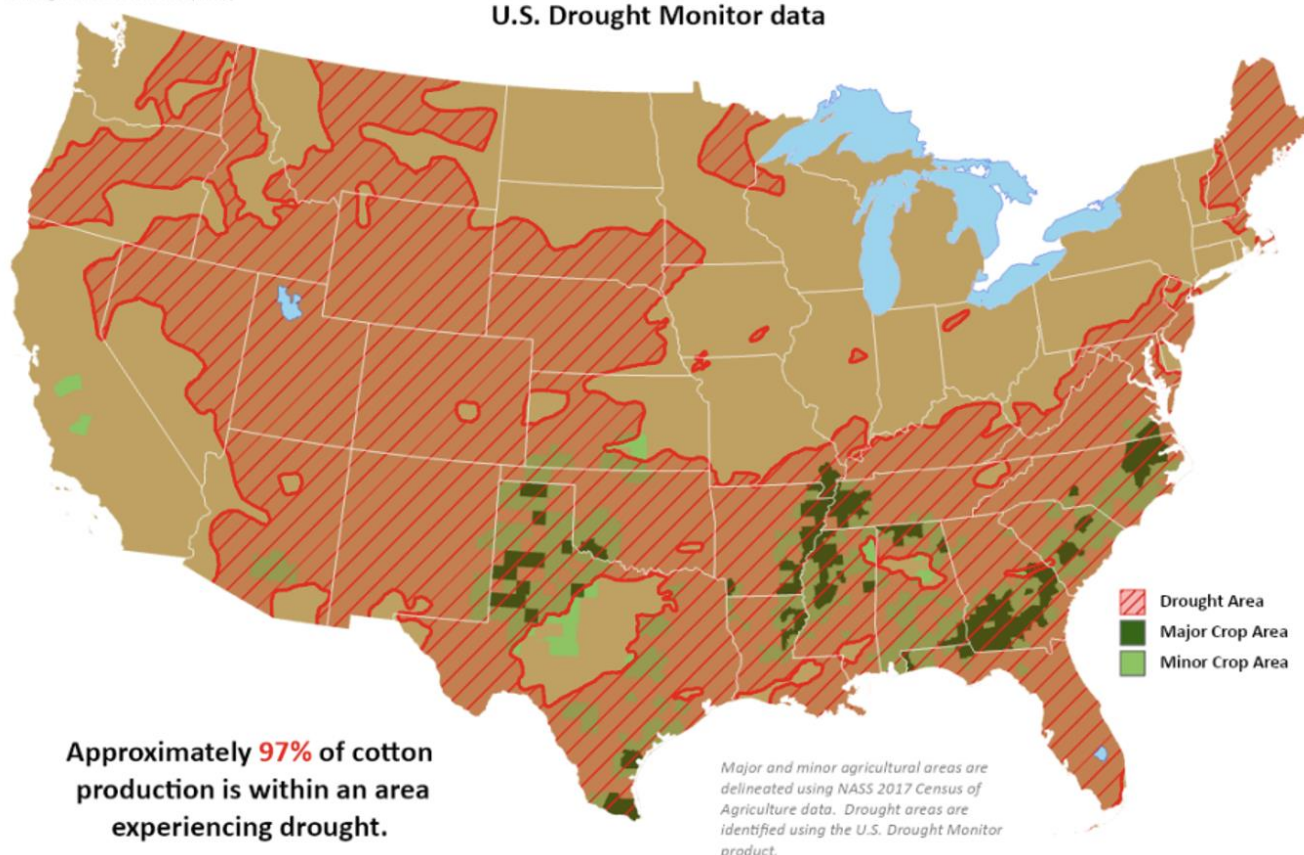 U.S. Drought Monitor data
Drought Area
Major Crop Area
Minor Crop Area
Approximately 97% of cotton
production is within an area
experiencing drought.
Major and minor agricultural areas are
delineated using NASS 2017 Census of
Agriculture data. Drought areas are
identified using the U.S. Drought Monitor
product.